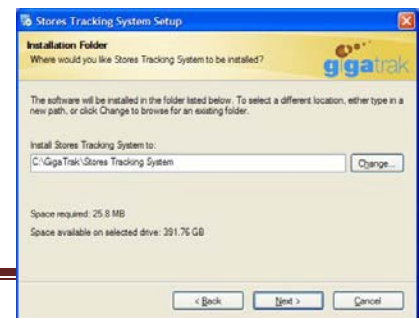 Stores Tracking System Setup
Installation Folder
Where would you like Stores Tracking System to be installed?
gigatrak
The software will be installed in the folder listed below. To select a different location, either type in a
new path, or click Change to browse for an existing folder.
Install Stores Tracking System to:
C:\GigaTrak\Stores Tracking System
Change...
Space required: 25.8 MB
Space available on selected drive: 391.76 GB
< Back
Next >
Cancel